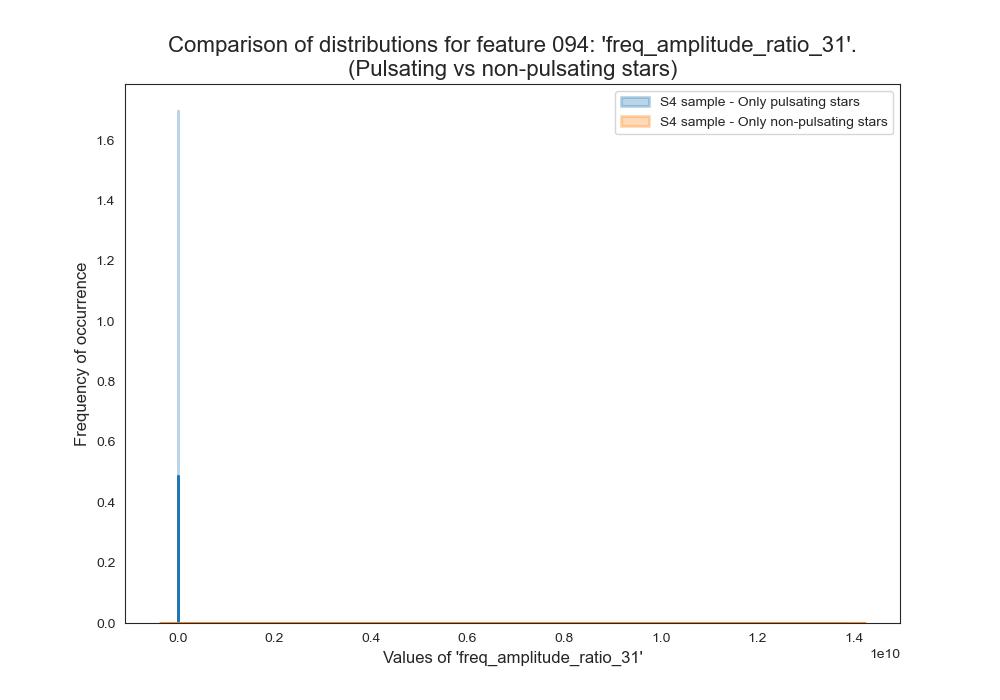 Comparison of distributions for feature 094: 'freq_amplitude_ratio_31'.
(Pulsating vs non-pulsating stars)
S4 sample - Only pulsating stars
S4 sample - Only non-pulsating stars
Frequency of occurrence
1.6
1.4
1.2
1.0
0.8
0.6
0.4
0.2
0.0
0.0 0.2 0.4 0.6 0.8 1.0 1.2 1.4
1e10
Values of 'freq_amplitude_ratio_31'